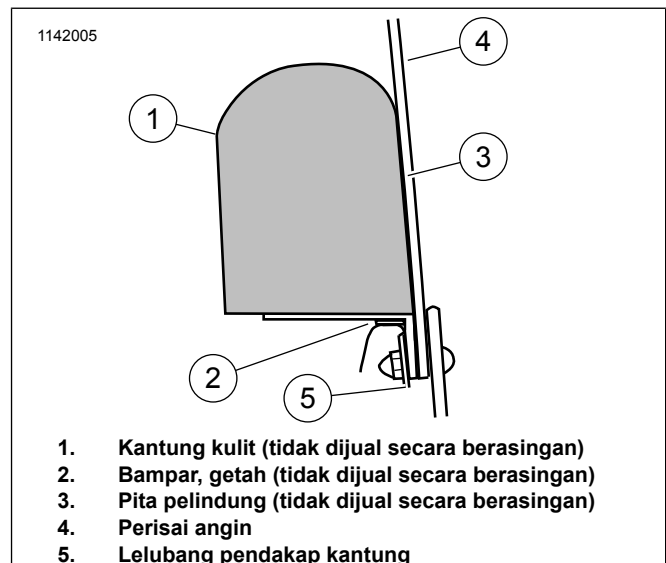 1142005
4
1
3
2
5
1. Kantung kulit (tidak dijual secara berasingan)
2. Bampar, getah (tidak dijual secara berasingan)
3. Pita pelindung (tidak dijual secara berasingan)
4. Perisai angin
5. Lelubang pendakap kantung